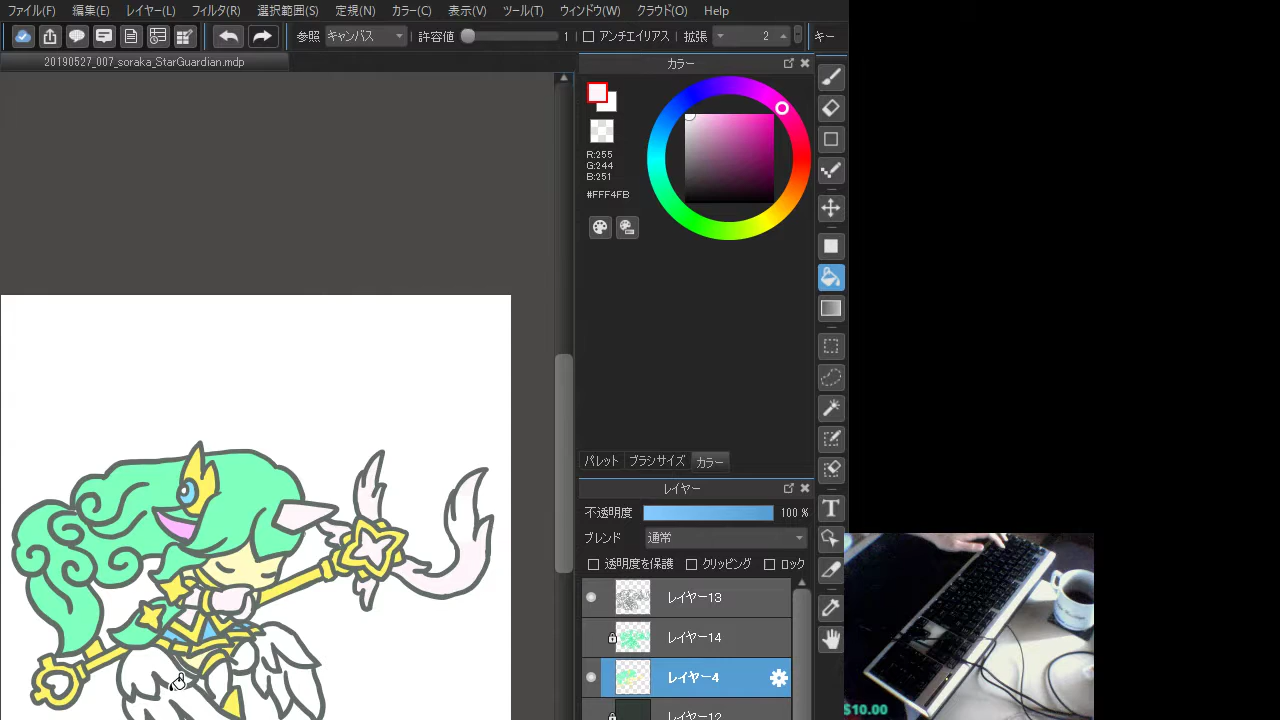 ファイル(F) 編集(E) レイヤー(L) フィルタ(R) 選択範囲(S) 定規(N) カラー(C) 表示(V) ツール(T) ウィンドウ(W) クラウド(O) Help
参照 キャンバス 許容値 1 アンチエイリアス 拡張 2 キー
20190527_007_soraka_StarGuardian.mdp
カラー
R:255
G:244
B:251
#FFF4FB
パレット ブラシサイズ カラー
レイヤー
不透明度 100 %
ブレンド 通常
透明度を保護 クリッピング ロック
レイヤー13
レイヤー14
レイヤー4
レイヤー12
$10.00